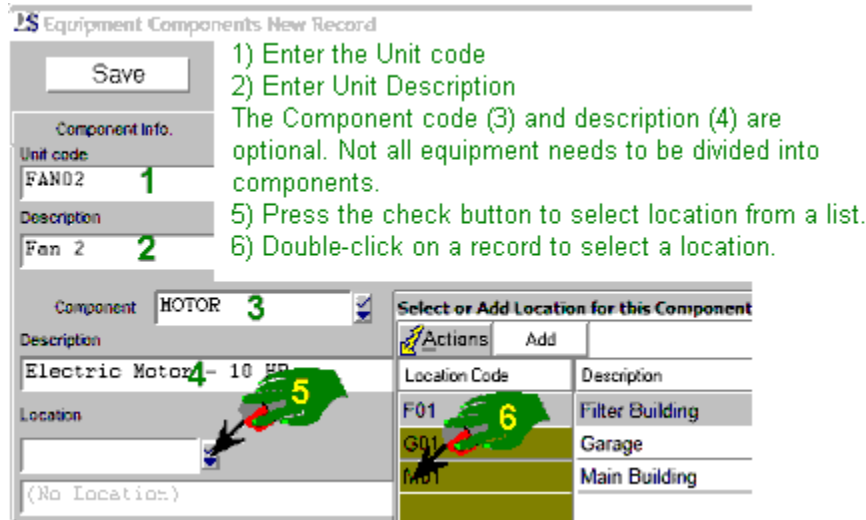 Equipment Components New Record
Save
1) Enter the Unit code
2) Enter Unit Description
The Component code (3) and description (4) are
optional. Not all equipment needs to be divided into
components.
5) Press the check button to select location from a list.
6) Double-click on a record to select a location.
Component Info.
Unit code
FAN02 1
Description
Fan 2 2
Component MOTOR 3
Description
Electric Motor 4 - 10 HP
Location
5
(No Location)
Select or Add Location for this Component
Actions Add
Location Code Description
F01 Filter Building
6
G01 Garage
M01 Main Building